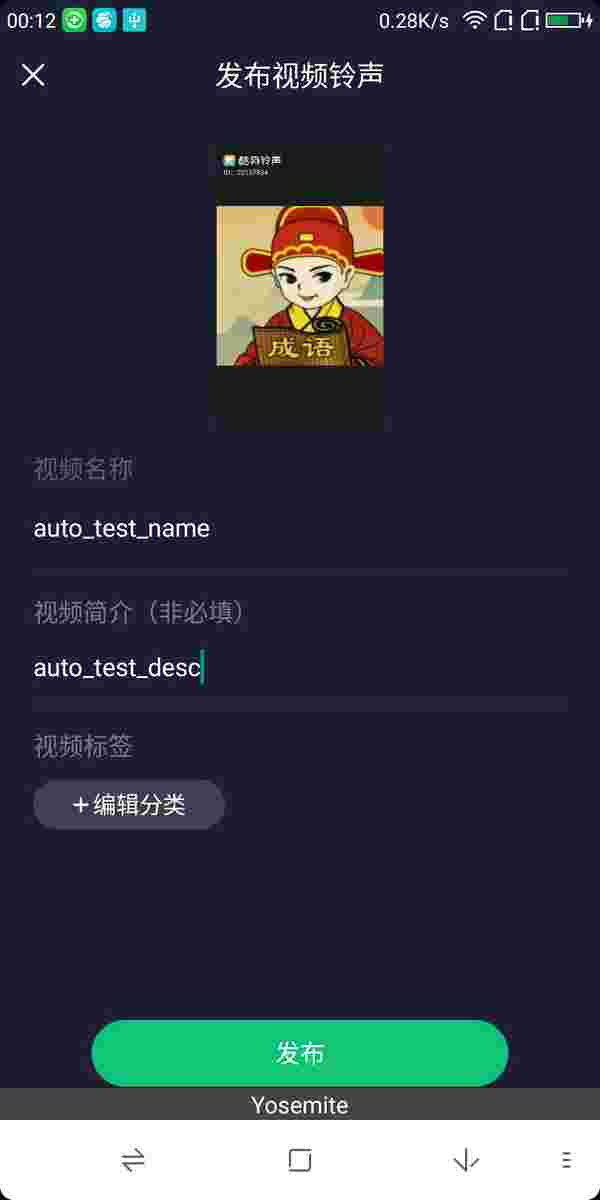 00:12
0.28K/s
发布视频铃声
酷狗铃声
成语
视频名称
auto_test_name
视频简介（非必填）
auto_test_desc
视频标签
+编辑分类
发布
Yosemite